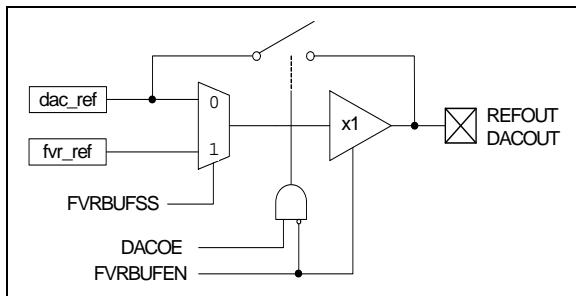 dac_ref
0
x1
REFOUT
DACOUT
fvr_ref
1
FVRBUFSS
DACOE
FVRBUFEN